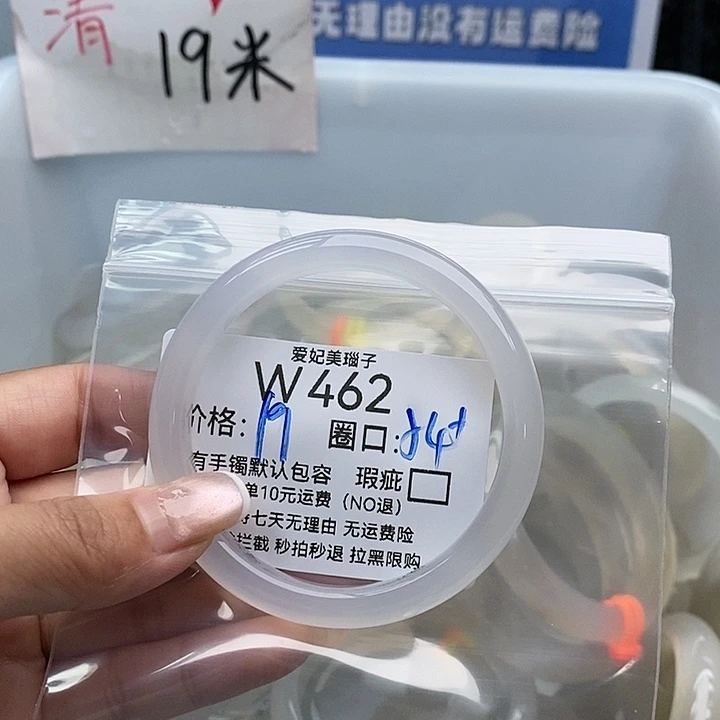 清 19米
天无理由没有运费险
爱妃美瑙子
W462
价格:19 圈口:54+
有手镯默认包容 瑕疵
单10元运费（NO退）
七天无理由 无运费险
拦截 秒拍秒退 拉黑限购